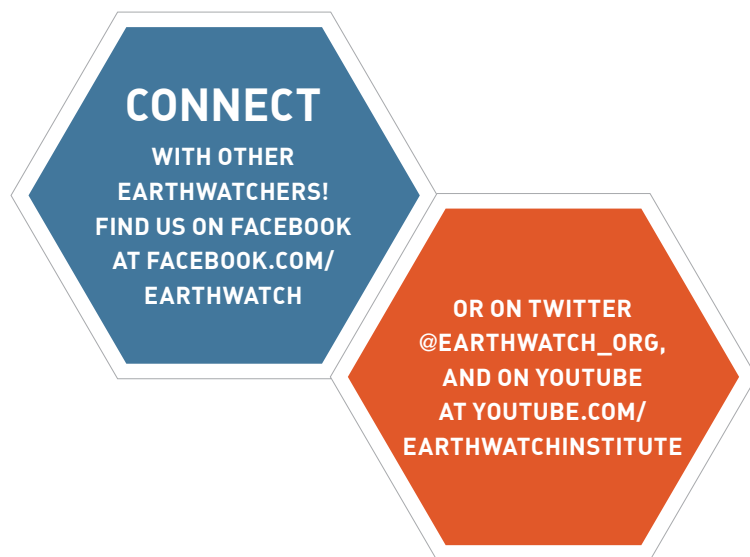 CONNECT
WITH OTHER
EARTHWATCHERS!
FIND US ON FACEBOOK
AT FACEBOOK.COM/
EARTHWATCH
OR ON TWITTER
@EARTHWATCH_ORG,
AND ON YOUTUBE
AT YOUTUBE.COM/
EARTHWATCHINSTITUTE